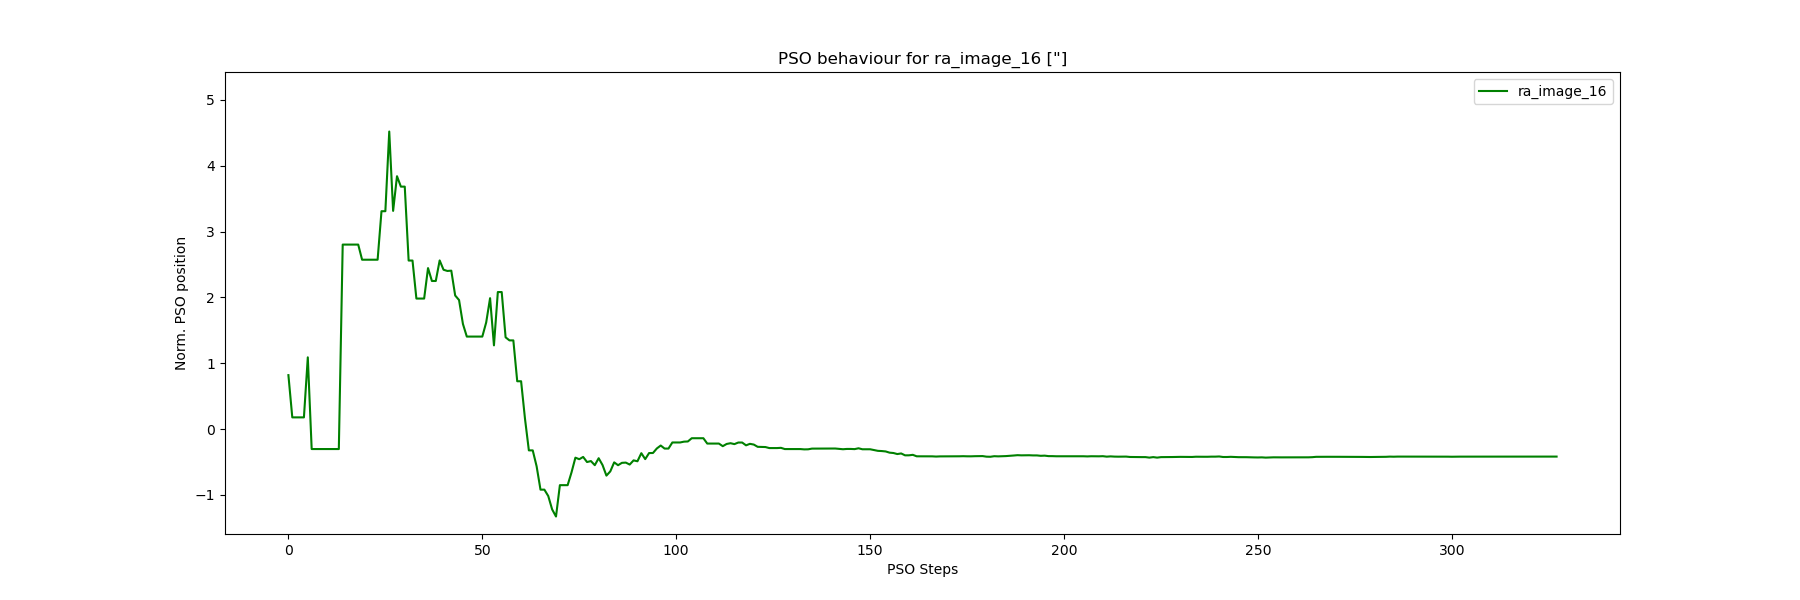 PSO behaviour for ra_image_16 ["]
ra_image_16
Norm. PSO position
5
4
3
2
1
0
−1
0 50 100 150 200 250 300
PSO Steps